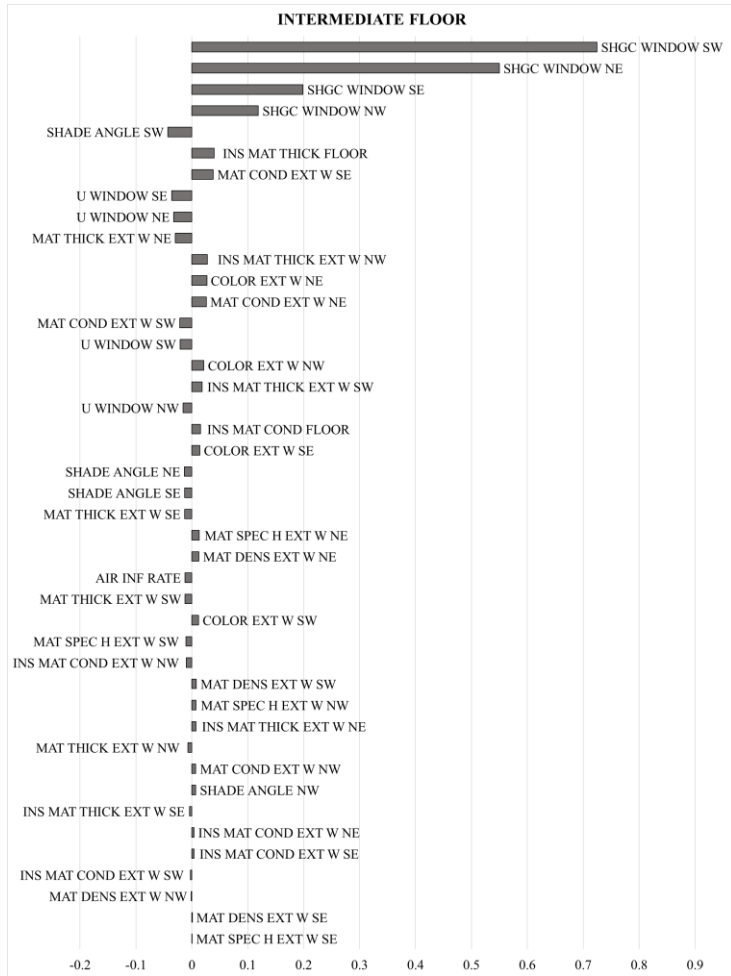 INTERMEDIATE FLOOR
SHGC WINDOW SW
SHGC WINDOW NE
SHGC WINDOW SE
SHGC WINDOW NW
SHADE ANGLE SW
INS MAT THICK FLOOR
MAT COND EXT W SE
U WINDOW SE
U WINDOW NE
MAT THICK EXT W NE
INS MAT THICK EXT W NW
COLOR EXT W NE
MAT COND EXT W NE
MAT COND EXT W SW
U WINDOW SW
COLOR EXT W NW
INS MAT THICK EXT W SW
U WINDOW NW
INS MAT COND FLOOR
COLOR EXT W SE
SHADE ANGLE NE
SHADE ANGLE SE
MAT THICK EXT W SE
MAT SPEC H EXT W NE
MAT DENS EXT W NE
AIR INF RATE
MAT THICK EXT W SW
COLOR EXT W SW
MAT SPEC H EXT W SW
INS MAT COND EXT W NW
MAT DENS EXT W SW
MAT SPEC H EXT W NW
INS MAT THICK EXT W NE
MAT THICK EXT W NW
MAT COND EXT W NW
SHADE ANGLE NW
INS MAT THICK EXT W SE
INS MAT COND EXT W NE
INS MAT COND EXT W SE
INS MAT COND EXT W SW
MAT DENS EXT W NW
MAT DENS EXT W SE
MAT SPEC H EXT W SE
-0.2 -0.1 0 0.1 0.2 0.3 0.4 0.5 0.6 0.7 0.8 0.9